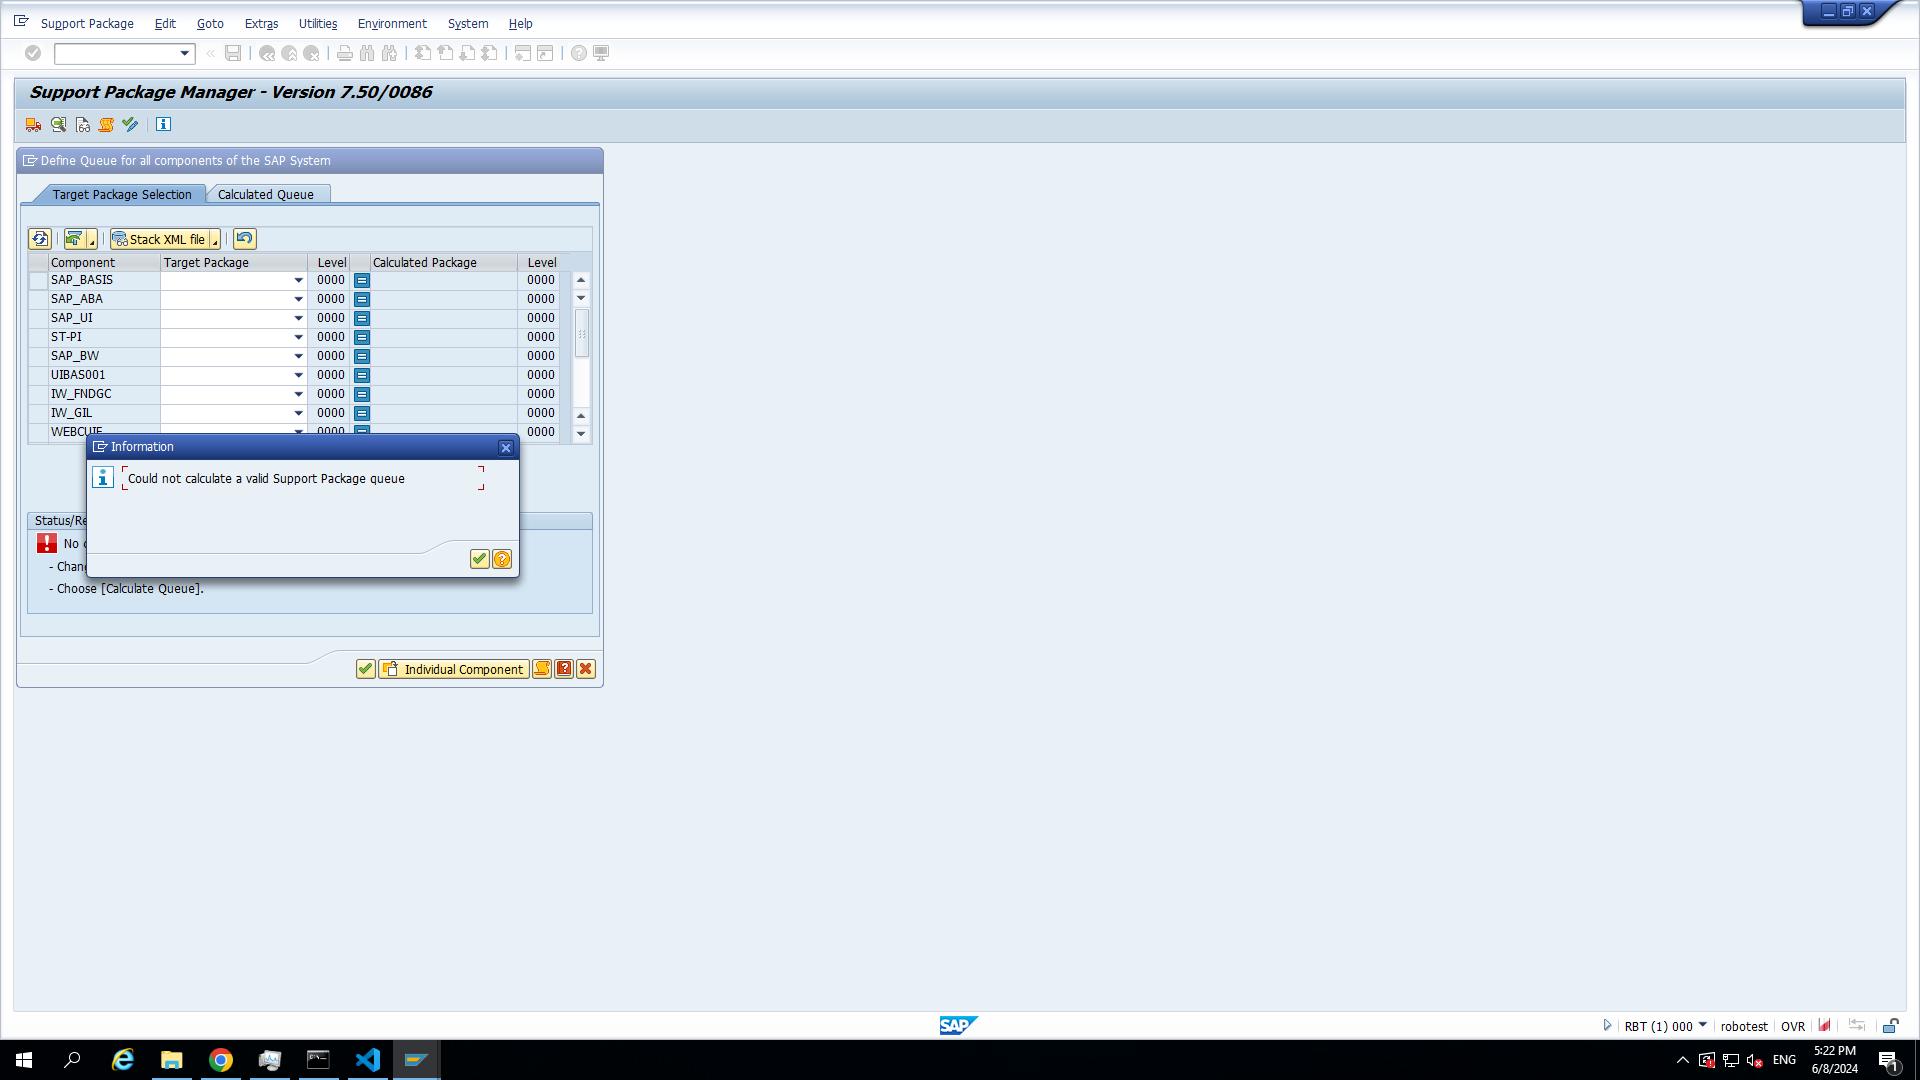 Support Package Edit Goto Extras Utilities Environment System Help
Support Package Manager - Version 7.50/0086
Define Queue for all components of the SAP System
Target Package Selection Calculated Queue
Stack XML file
Component Target Package Level Calculated Package Level
SAP_BASIS 0000 0000
SAP_ABA 0000 0000
SAP_UI 0000 0000
ST-PI 0000 0000
SAP_BW 0000 0000
UIBAS001 0000 0000
IW_FNDGC 0000 0000
IW_GIL 0000 0000
WEBCUIF 0000 0000
Information
Could not calculate a valid Support Package queue
Status/Re
No
- Chan
- Choose [Calculate Queue].
Individual Component
SAP
RBT (1) 000 robotest OVR
ENG
5:22 PM
6/8/2024
1